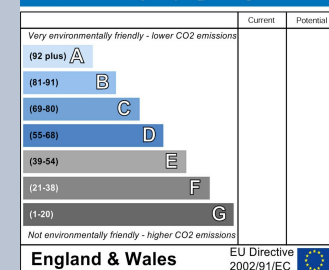 Current Potential
Very environmentally friendly - lower CO2 emissions
(92 plus) A
(81-91) B
(69-80) C
(55-68) D
(39-54) E
(21-38) F
(1-20) G
Not environmentally friendly - higher CO2 emissions
England & Wales
EU Directive
2002/91/EC